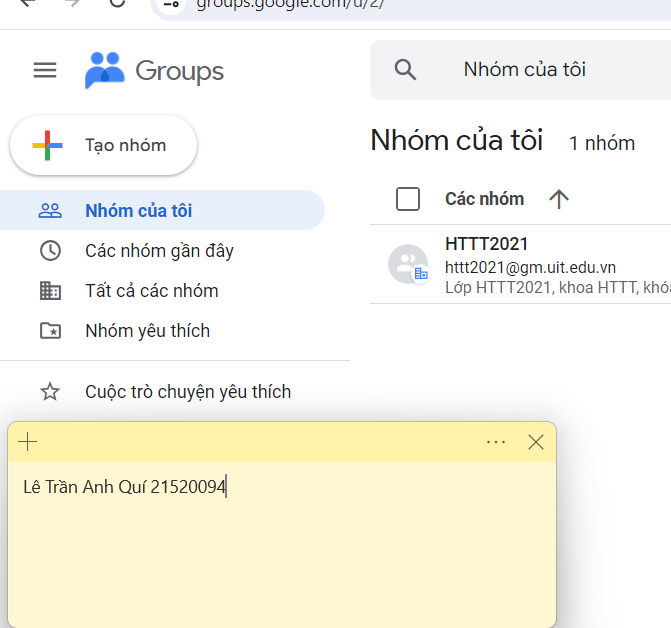 groups.google.com/u/2/
Groups
Nhóm của tôi
Tạo nhóm
Nhóm của tôi
Các nhóm gần đây
Tất cả các nhóm
Nhóm yêu thích
Cuộc trò chuyện yêu thích
Nhóm của tôi 1 nhóm
Các nhóm
HTTT2021
httt2021@gm.uit.edu.vn
Lớp HTTT2021, khoa HTTT, khóa
Lê Trần Anh Quí 21520094